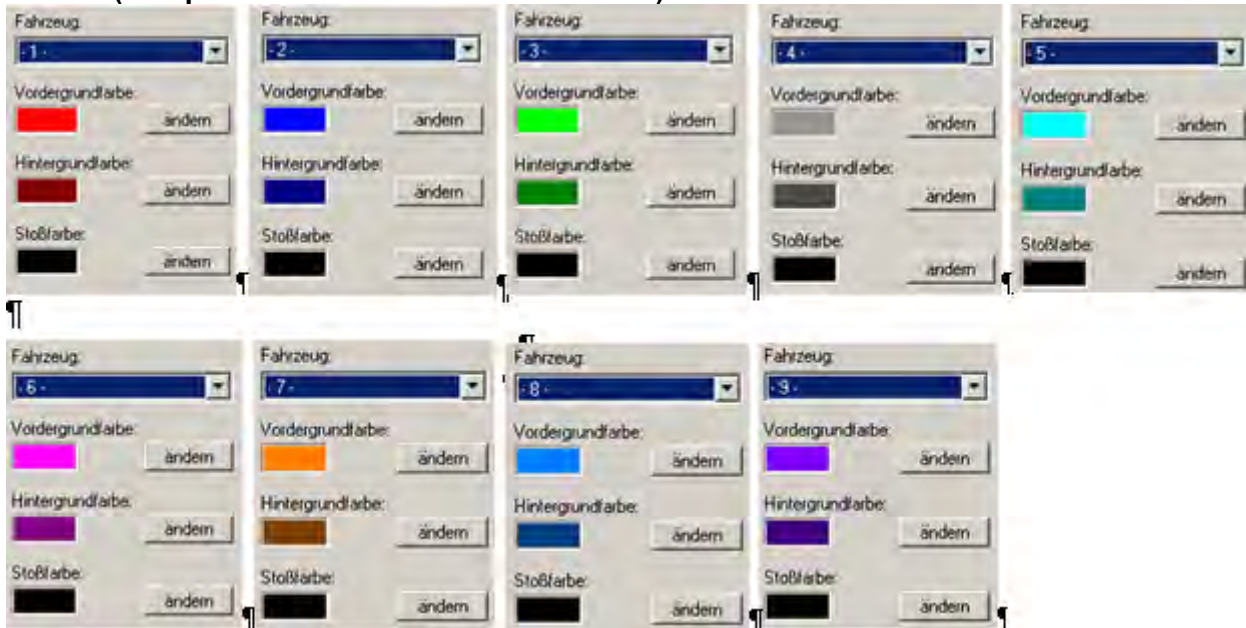 Fahrzeug:
- 1 -
Vordergrundfarbe:
ändern
Hintergrundfarbe:
ändern
Stoßfarbe:
ändern
¶
Fahrzeug:
- 2 -
Vordergrundfarbe:
ändern
Hintergrundfarbe:
ändern
Stoßfarbe:
ändern
¶
Fahrzeug:
- 3 -
Vordergrundfarbe:
ändern
Hintergrundfarbe:
ändern
Stoßfarbe:
ändern
¶
Fahrzeug:
- 4 -
Vordergrundfarbe:
ändern
Hintergrundfarbe:
ändern
Stoßfarbe:
ändern
¶
Fahrzeug:
- 5 -
Vordergrundfarbe:
ändern
Hintergrundfarbe:
ändern
Stoßfarbe:
ändern
¶
¶
Fahrzeug:
- 6 -
Vordergrundfarbe:
ändern
Hintergrundfarbe:
ändern
Stoßfarbe:
ändern
¶
Fahrzeug:
- 7 -
Vordergrundfarbe:
ändern
Hintergrundfarbe:
ändern
Stoßfarbe:
ändern
Fahrzeug:
- 8 -
Vordergrundfarbe:
ändern
Hintergrundfarbe:
ändern
Stoßfarbe:
ändern
¶
Fahrzeug:
- 9 -
Vordergrundfarbe:
ändern
Hintergrundfarbe:
ändern
Stoßfarbe:
ändern
¶